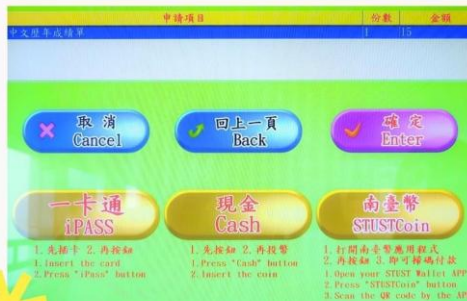 申請項目 份數 金額
中文歷年成績單 1 15
取消 回上一頁 確定
Cancel Back Enter
一卡通 現金 南臺幣
iPASS Cash STUSTCoin
1.先插卡 2.再按鈕 1.先按鈕 2.再投幣 1.打開南臺幣應用程式
1.Insert the card 1.Press "Cash" button 2.再按鈕 3.即可掃碼付款
2.Press "iPass" button 2.Insert the coin 1.Open your STUST Wallet APP
2.Press "STUSTCoin" button
3.Scan the QR code by the APP